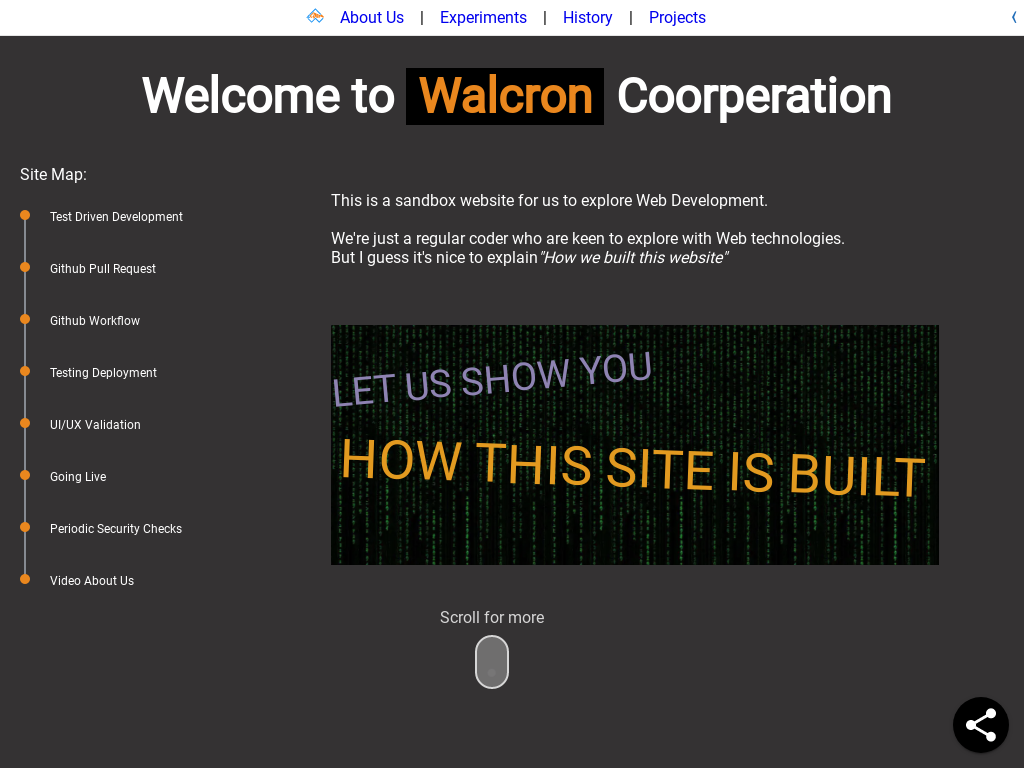 About Us | Experiments | History | Projects
Welcome to Walcron Coorperation
Site Map:
Test Driven Development
Github Pull Request
Github Workflow
Testing Deployment
UI/UX Validation
Going Live
Periodic Security Checks
Video About Us
This is a sandbox website for us to explore Web Development.
We're just a regular coder who are keen to explore with Web technologies.
But I guess it's nice to explain"How we built this website"
LET US SHOW YOU
HOW THIS SITE IS BUILT
Scroll for more